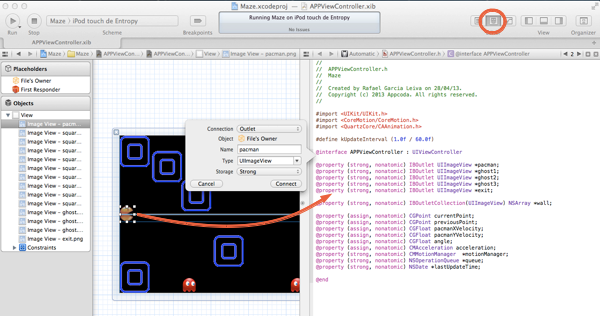 Maze.xcodeproj — APPViewController.xib
Run
Stop
Maze
iPod touch de Entropy
Scheme
Breakpoints
Running Maze on iPod touch de Entropy
No Issues
Editor
View
Organizer
APPViewController.xib
Maze
Maze
APPViewC
APPViewC
View
Image View – pacman.png
Automatic
APPViewController.h
@interface APPViewController
2
Placeholders
File's Owner
First Responder
Objects
View
Image View – pacm...
Image View – squar...
Image View – squar...
Image View – squar...
Image View – squar...
Image View – squar...
Image View – squar...
Image View – squar...
Image View – ghost...
Image View – ghost...
Image View – ghost...
Image View – exit.png
Constraints
Connection
Outlet
Object
File's Owner
Name
pacman
Type
UIImageView
Storage
Strong
Cancel
Connect
//
//  APPViewController.h
//  Maze
//
//  Created by Rafael Garcia Leiva on 28/04/13.
//  Copyright (c) 2013 Appcoda. All rights reserved.
//
#import <UIKit/UIKit.h>
#import <CoreMotion/CoreMotion.h>
#import <QuartzCore/CAAnimation.h>
#define kUpdateInterval (1.0f / 60.0f)
@interface APPViewController : UIViewController
@property (strong, nonatomic) IBOutlet UIImageView *pacman;
@property (strong, nonatomic) IBOutlet UIImageView *ghost1;
@property (strong, nonatomic) IBOutlet UIImageView *ghost2;
@property (strong, nonatomic) IBOutlet UIImageView *ghost3;
@property (strong, nonatomic) IBOutlet UIImageView *exit;
@property (strong, nonatomic) IBOutletCollection(UIImageView) NSArray *wall;
@property (assign, nonatomic) CGPoint currentPoint;
@property (assign, nonatomic) CGPoint previousPoint;
@property (assign, nonatomic) CGFloat pacmanXVelocity;
@property (assign, nonatomic) CGFloat pacmanYVelocity;
@property (assign, nonatomic) CGFloat angle;
@property (assign, nonatomic) CMAcceleration acceleration;
@property (strong, nonatomic) CMMotionManager  *motionManager;
@property (strong, nonatomic) NSOperationQueue *queue;
@property (strong, nonatomic) NSDate *lastUpdateTime;
@end